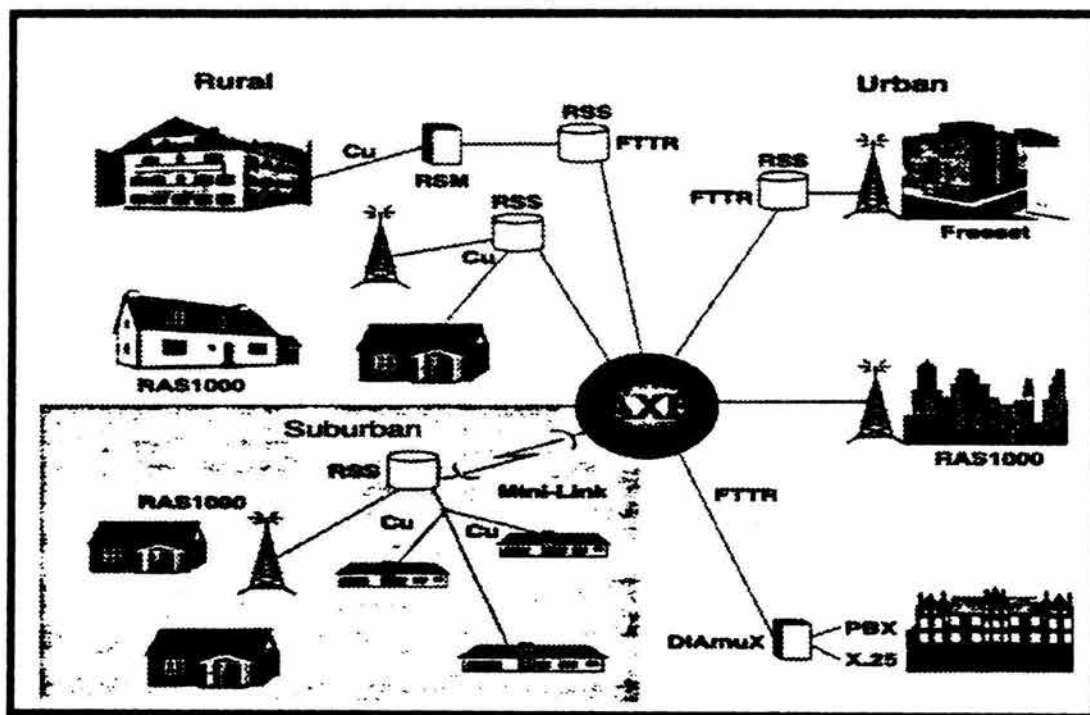 Rural
Urban
RSS
Cu
FTTR
RSM
RSS
FTTR
RSS
Cu
Freeset
RAS1000
AXE
Suburban
RSS
Mini-Link
RAS1000
Cu
Cu
RAS1000
FTTR
DIAmuX
PBX
X.25